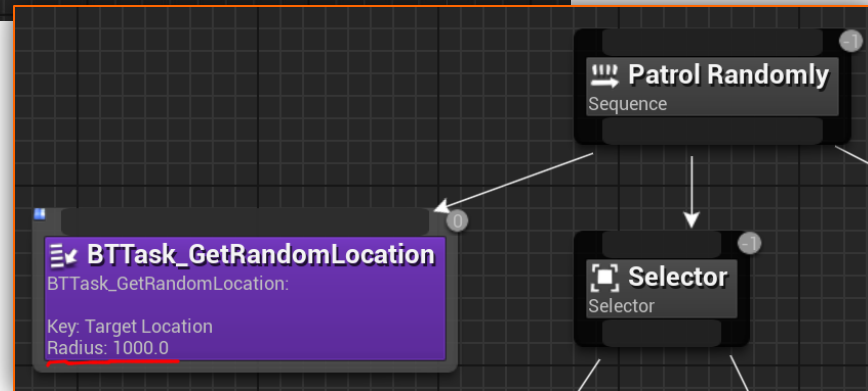 -1
Patrol Randomly
Sequence
0
BTTask_GetRandomLocation
BTTask_GetRandomLocation:
Key: Target Location
Radius: 1000.0
-1
Selector
Selector